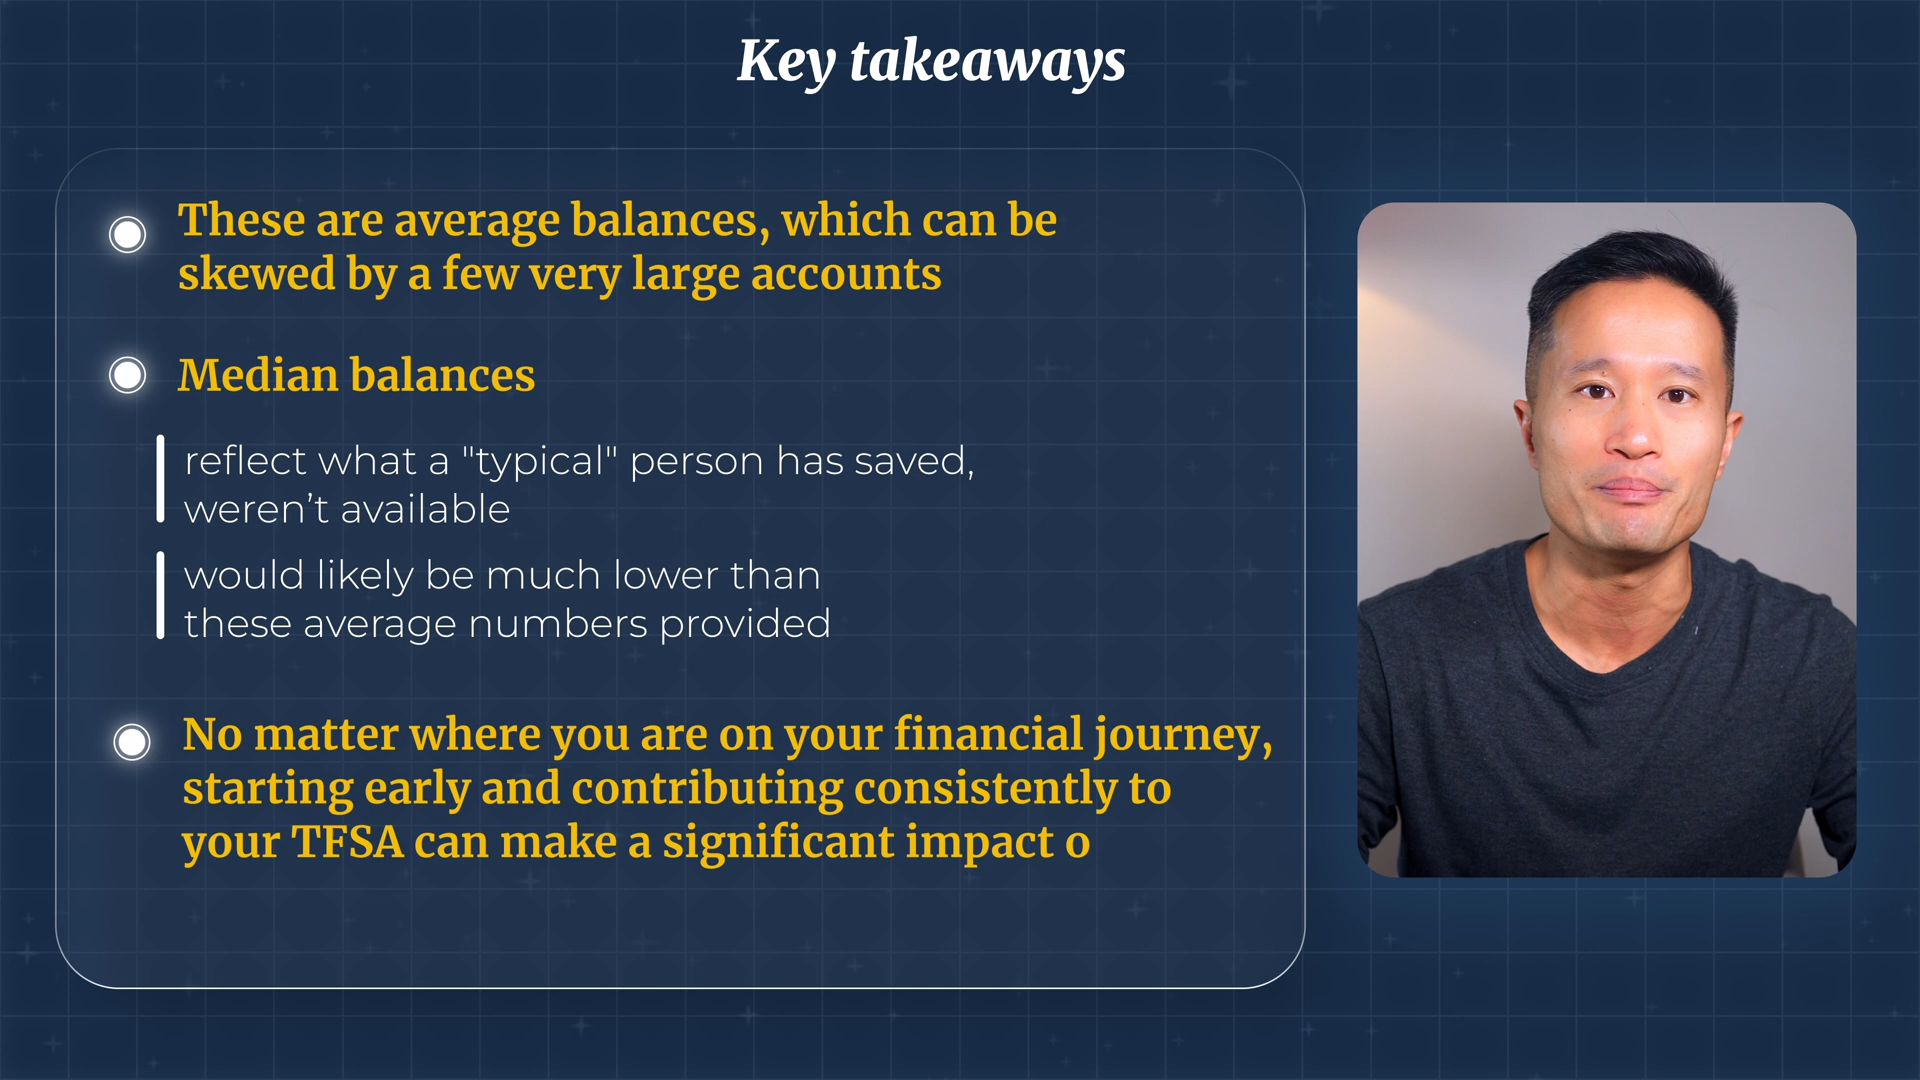 Key takeaways
These are average balances, which can be
skewed by a few very large accounts
Median balances
reflect what a "typical" person has saved,
weren’t available
would likely be much lower than
these average numbers provided
No matter where you are on your financial journey,
starting early and contributing consistently to
your TFSA can make a significant impact o